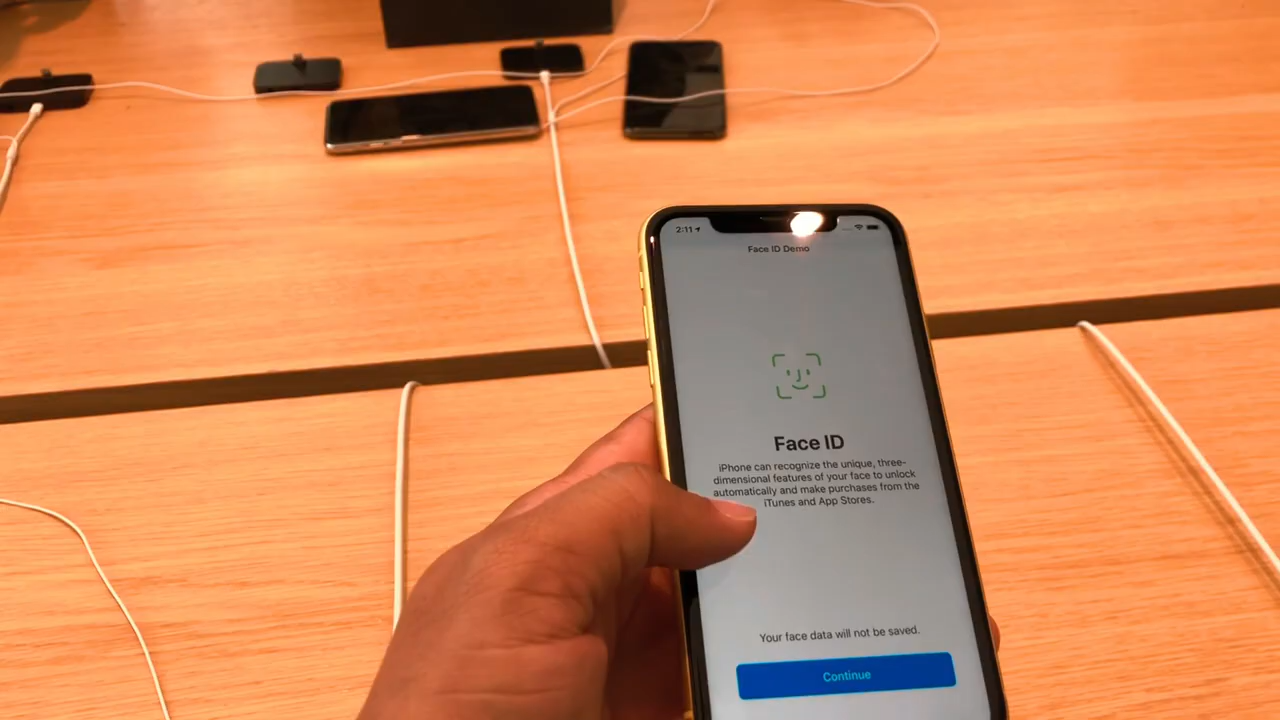 2:11
Face ID Demo
Face ID
iPhone can recognize the unique, three-
dimensional features of your face to unlock
automatically and make purchases from the
iTunes and App Stores.
Your face data will not be saved.
Continue